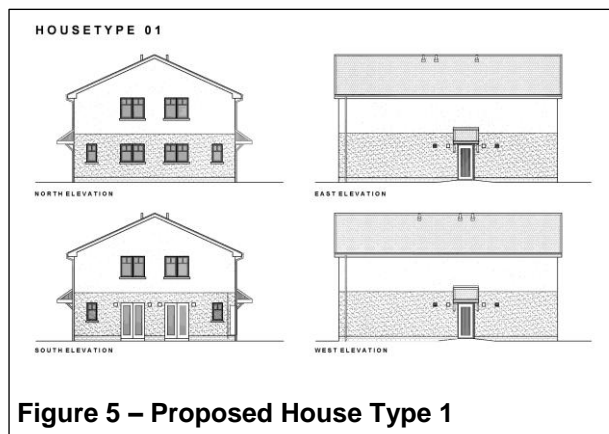 HOUSETYPE 01
NORTH ELEVATION
EAST ELEVATION
SOUTH ELEVATION
WEST ELEVATION
Figure 5 – Proposed House Type 1